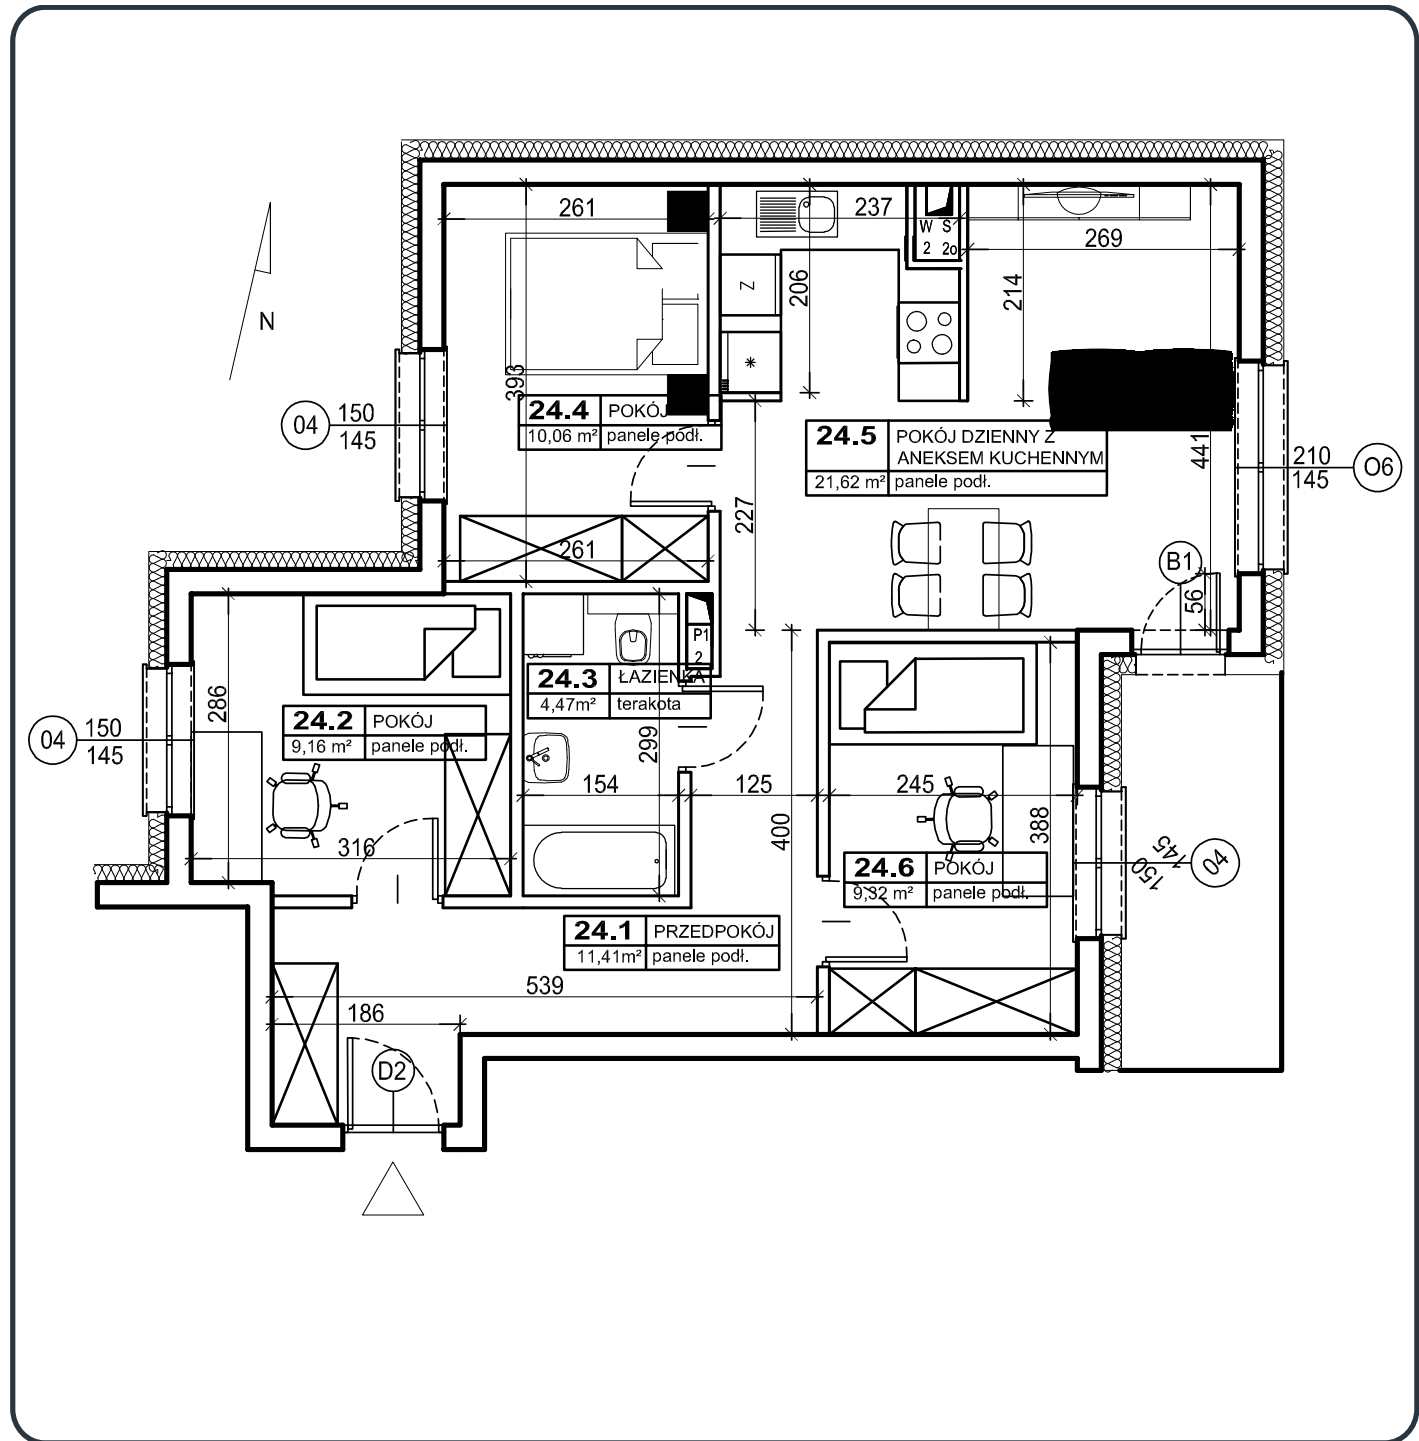 261
237
W S
2 2o
269
N
Z
206
214
393
04
150
145
24.4 POKÓJ
10,06 m² panele podł.
24.5 POKÓJ DZIENNY Z
ANEKSEM KUCHENNYM
21,62 m² panele podł.
441
210
145
O6
227
261
B1
56
P1
2
286
24.3 ŁAZIENKA
4,47m² terakota
24.2 POKÓJ
9,16 m² panele podł.
04
150
145
299
154
125
245
400
388
316
24.6 POKÓJ
9,32 m² panele podł.
150
145
04
24.1 PRZEDPOKÓJ
11,41m² panele podł.
539
186
D2